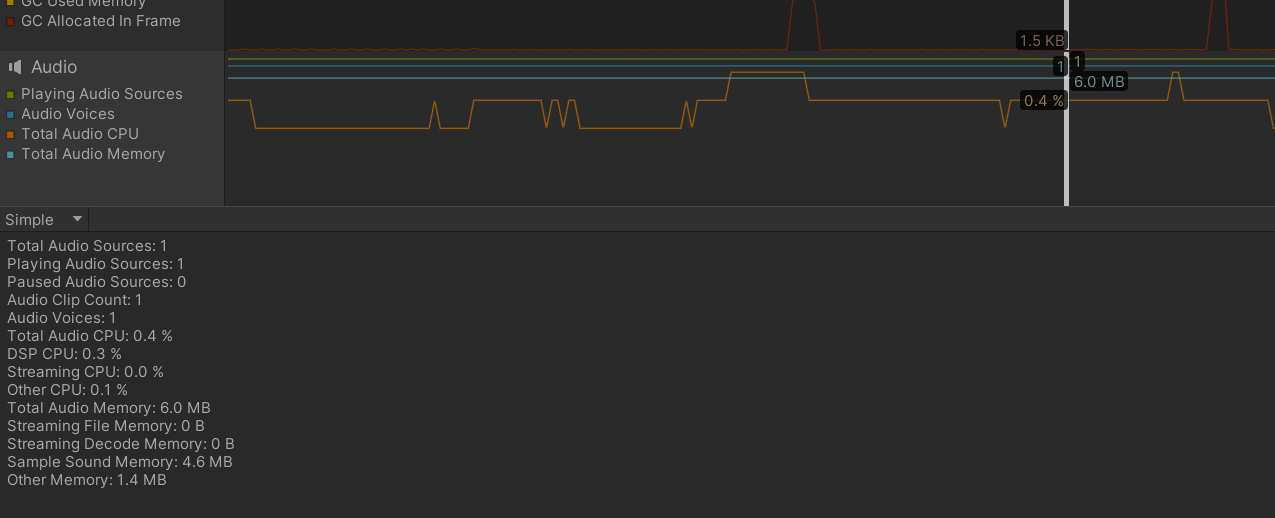 GC Used Memory
GC Allocated In Frame
1.5 KB
Audio
1
1
6.0 MB
0.4 %
Playing Audio Sources
Audio Voices
Total Audio CPU
Total Audio Memory
Simple
Total Audio Sources: 1
Playing Audio Sources: 1
Paused Audio Sources: 0
Audio Clip Count: 1
Audio Voices: 1
Total Audio CPU: 0.4 %
DSP CPU: 0.3 %
Streaming CPU: 0.0 %
Other CPU: 0.1 %
Total Audio Memory: 6.0 MB
Streaming File Memory: 0 B
Streaming Decode Memory: 0 B
Sample Sound Memory: 4.6 MB
Other Memory: 1.4 MB